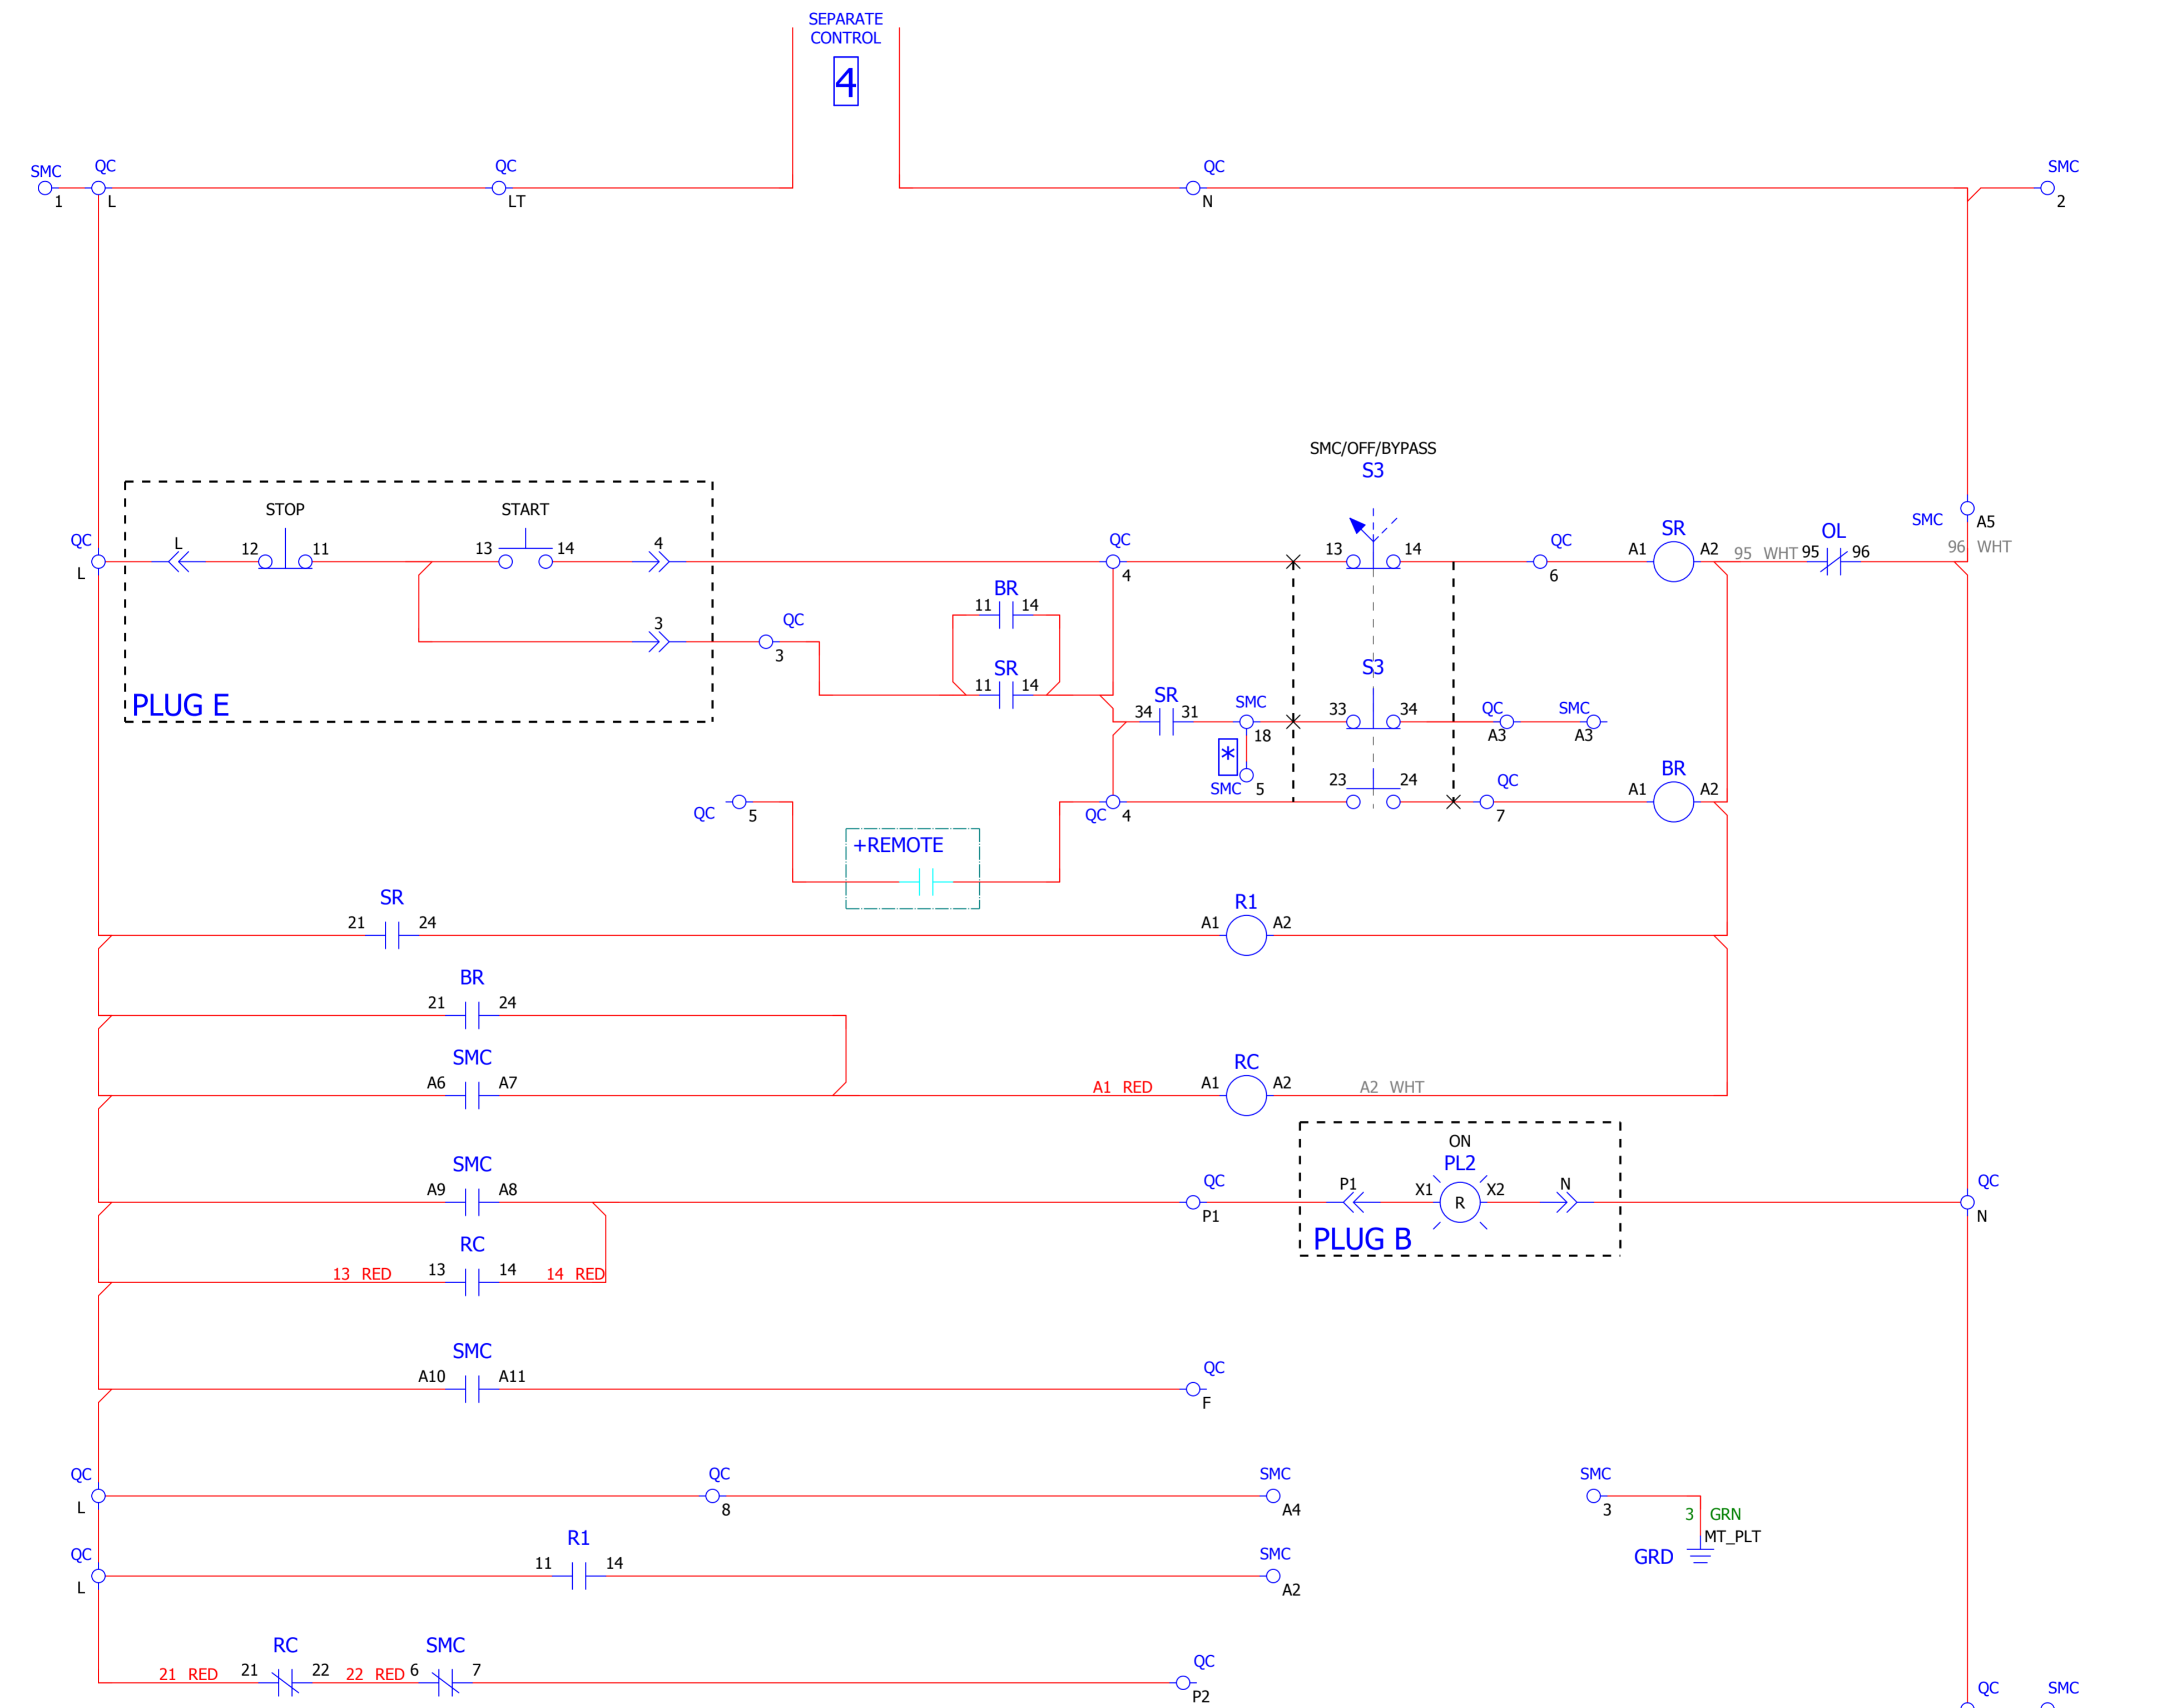 SEPARATE
CONTROL
4
SMC
1
QC
L
QC
LT
QC
N
SMC
2
SMC/OFF/BYPASS
S3
QC
L
L
STOP
12 11
START
13 14
4
QC
4
13 14
QC
6
SR
A1 A2
95 WHT
OL
95 96
SMC
A5
96 WHT
3
QC
3
PLUG E
BR
11 14
SR
11 14
SR
34 31
SMC
18
*
SMC 5
S3
33 34
QC
A3
SMC
A3
QC 5
QC 4
23 24
QC
7
BR
A1 A2
+REMOTE
SR
21 24
R1
A1 A2
BR
21 24
SMC
A6 A7
A1 RED
RC
A1 A2
A2 WHT
SMC
A9 A8
QC
P1
P1
ON
PL2
X1 R X2
N
PLUG B
QC
N
RC
13 RED
13 14
14 RED
SMC
A10 A11
QC
F
QC
L
QC
8
SMC
A4
SMC
3
3 GRN
MT_PLT
GRD
QC
L
R1
11 14
SMC
A2
21 RED
RC
21 22
22 RED
SMC
6 7
QC
P2
QC
SMC